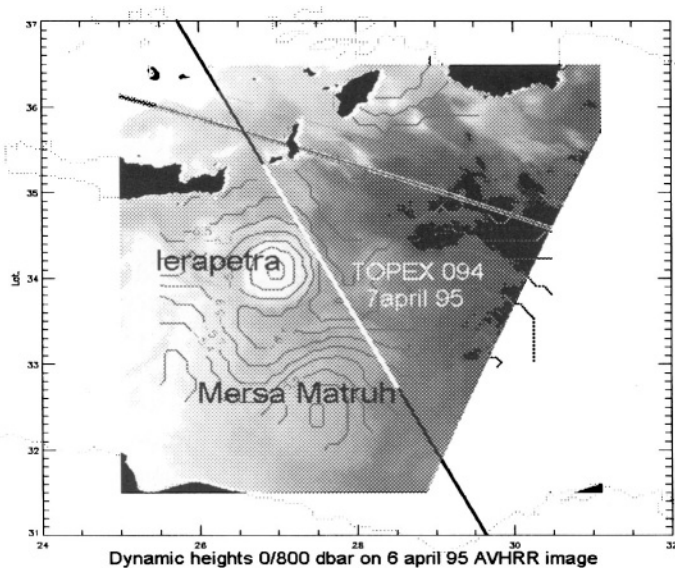 37
36
35
34
33
32
31
Lat.
Ierapetra
TOPEX 094
7april 95
Mersa Matruh
24
26
28
30
32
Dynamic heights 0/800 dbar on 6 april 95 AVHRR image